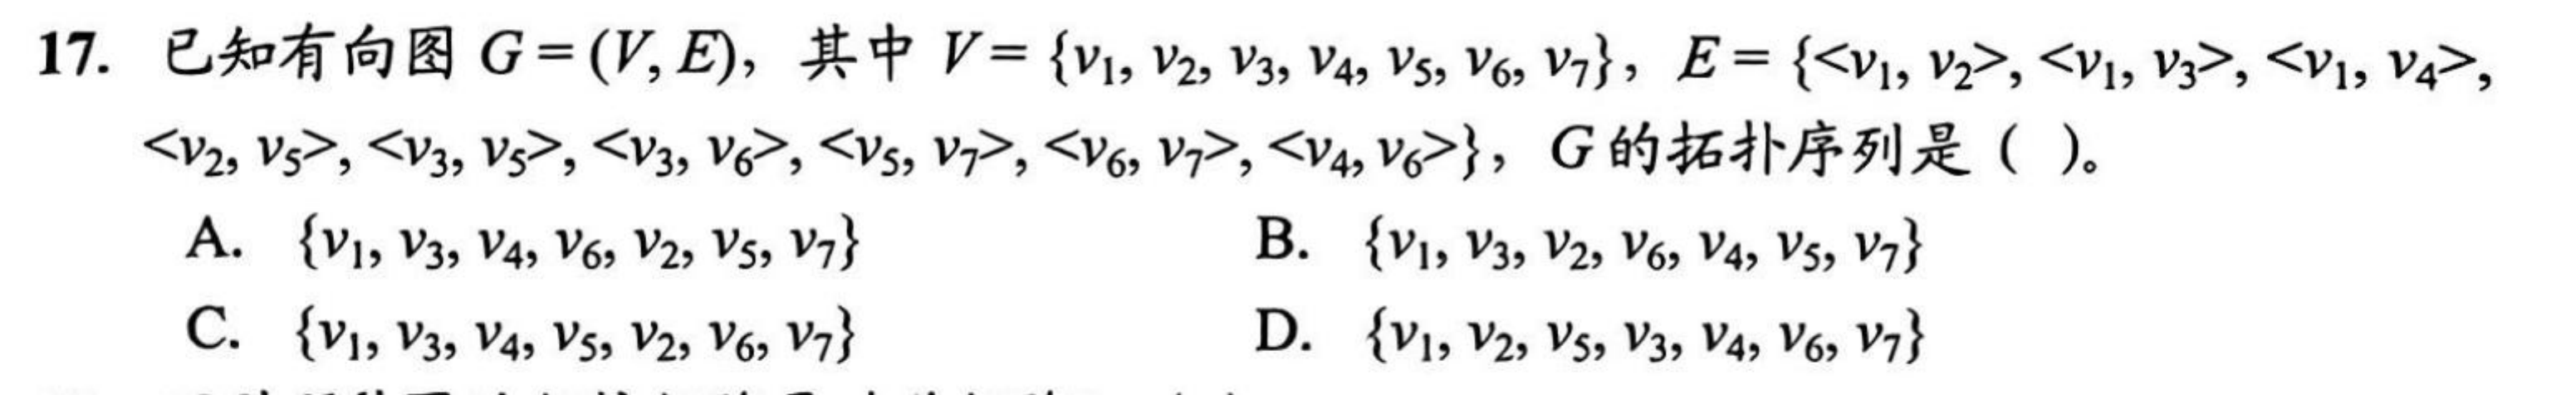 17. 已知有向图 G=(V, E)，其中 V={v₁, v₂, v₃, v₄, v₅, v₆, v₇}，E={<v₁, v₂>, <v₁, v₃>, <v₁, v₄>,
<v₂, v₅>, <v₃, v₅>, <v₃, v₆>, <v₅, v₇>, <v₆, v₇>, <v₄, v₆>}，G 的拓扑序列是（ ）。
A. {v₁, v₃, v₄, v₆, v₂, v₅, v₇} B. {v₁, v₃, v₂, v₆, v₄, v₅, v₇}
C. {v₁, v₃, v₄, v₅, v₂, v₆, v₇} D. {v₁, v₂, v₅, v₃, v₄, v₆, v₇}